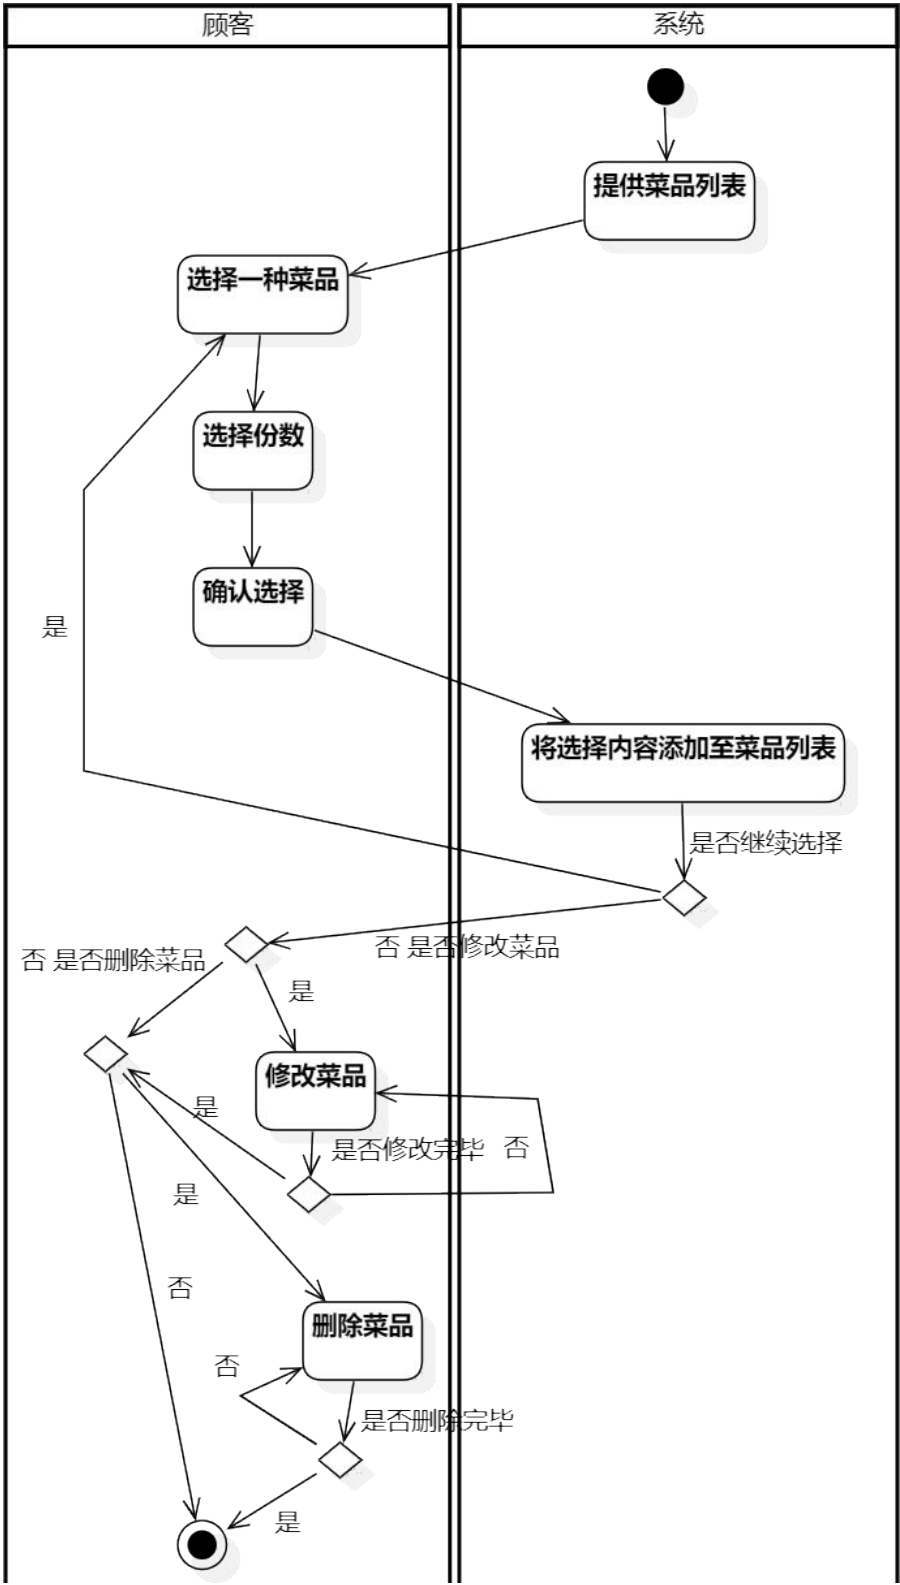 顾客
系统
提供菜品列表
选择一种菜品
选择份数
确认选择
是
将选择内容添加至菜品列表
是否继续选择
否 是否修改菜品
否 是否删除菜品
是
修改菜品
是
是否修改完毕
否
是
否
删除菜品
否
是否删除完毕
是